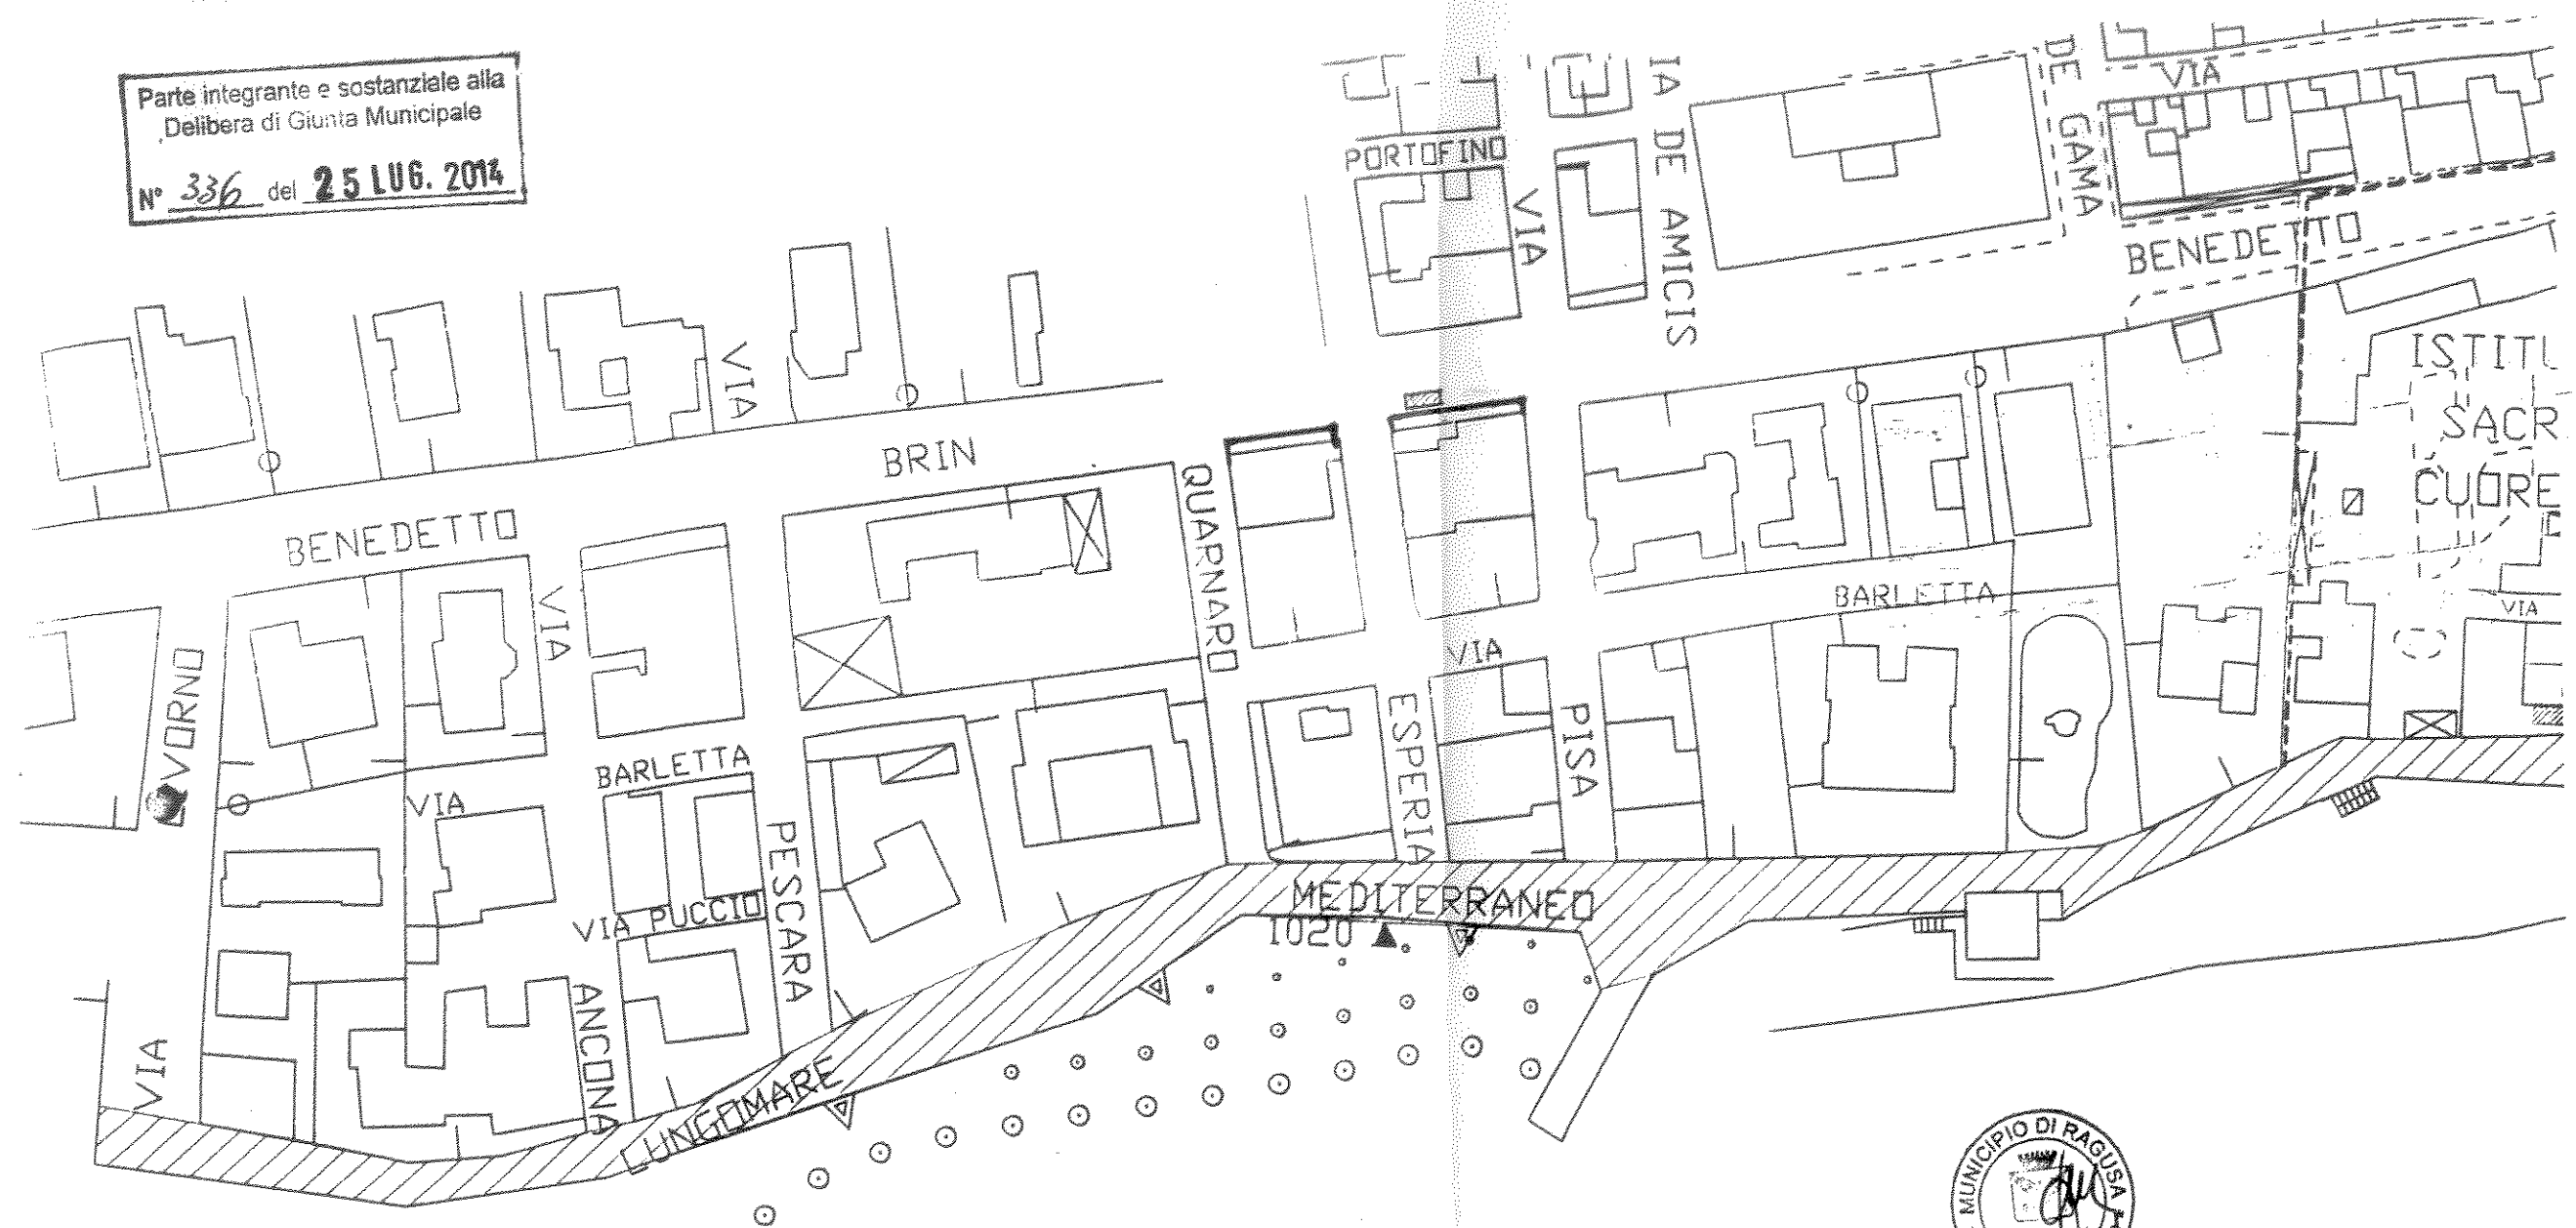 Parte integrante e sostanziale alla
Delibera di Giunta Municipale
N° 336 del 25 LUG. 2014
IA DE AMICIS
DE GAMA
VIA
PORTOFINO
VIA
BENEDETTO
ISTITU
SACR
CUORE
VIA
VIA
BRIN
BENEDETTO
QUARNARO
VIA
BARLETTA
VIA
VORNO
VIA
ESPERIA
PISA
BARLETTA
VIA
PESCARA
VIA PUCCIO
MEDITERRANEO
1020
ANCONA
VIA
LUNGOMARE
MUNICIPIO DI RAGUSA